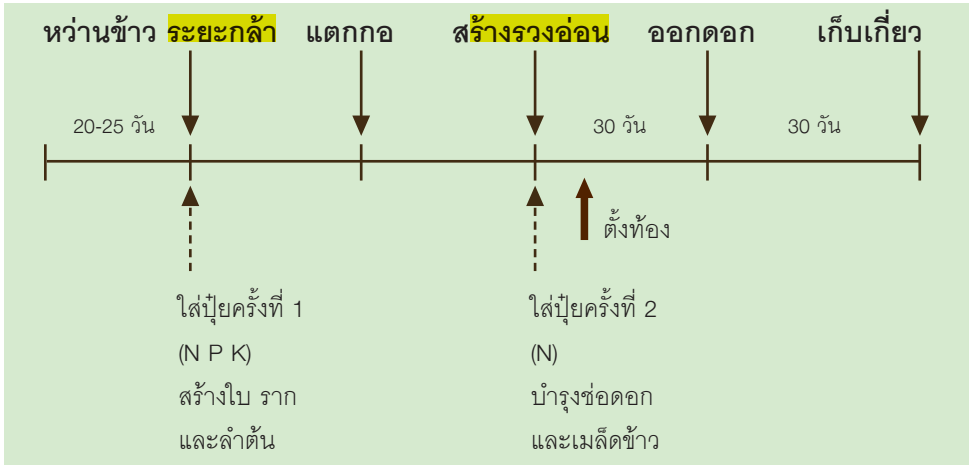 หว่านข้าว ระยะกล้า แตกกอ สร้างรวงอ่อน ออกดอก เก็บเกี่ยว
20-25 วัน 30 วัน 30 วัน
ตั้งท้อง
ใส่ปุ๋ยครั้งที่ 1
(N P K)
สร้างใบ ราก
และลำต้น
ใส่ปุ๋ยครั้งที่ 2
(N)
บำรุงช่อดอก
และเมล็ดข้าว